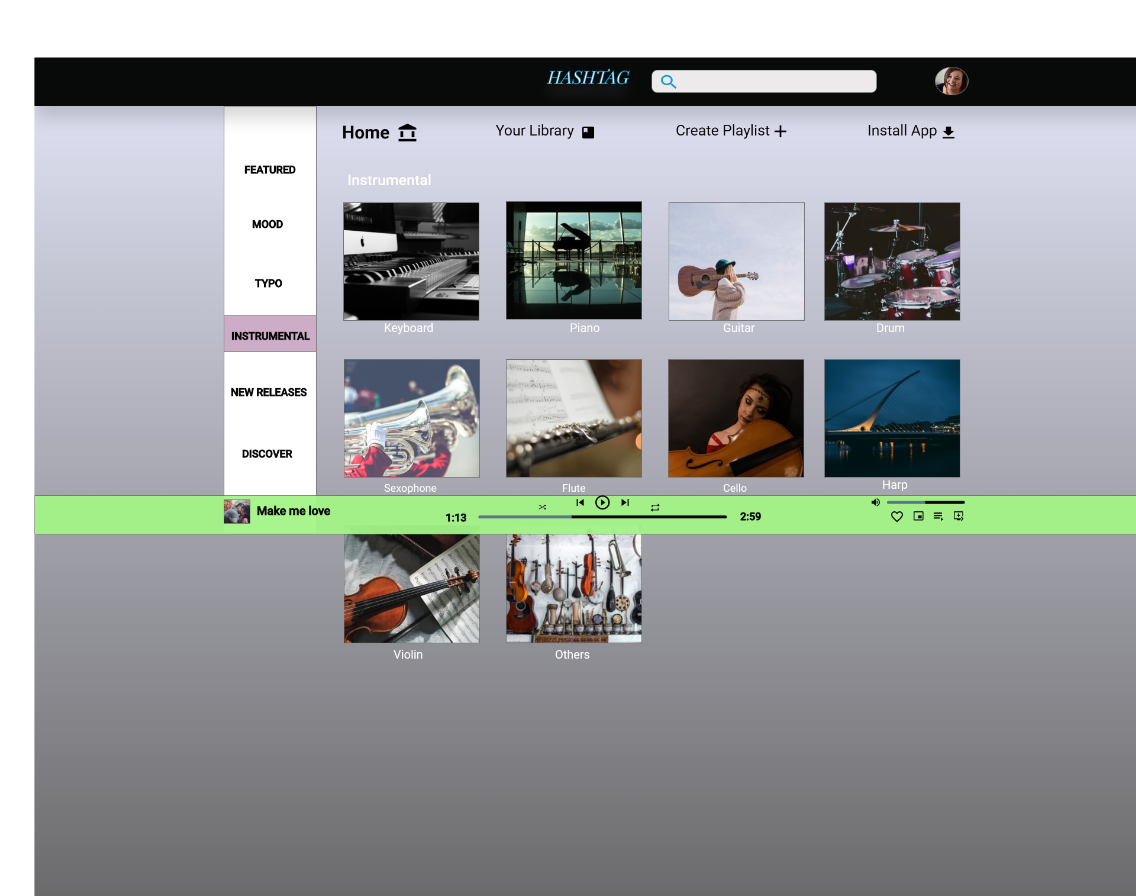 HASHTAG
Home
Your Library
Create Playlist
Install App
FEATURED
MOOD
TYPO
INSTRUMENTAL
NEW RELEASES
DISCOVER
Instrumental
Keyboard
Piano
Guitar
Drum
Sexophone
Flute
Cello
Harp
Make me love
1:13
2:59
Violin
Others